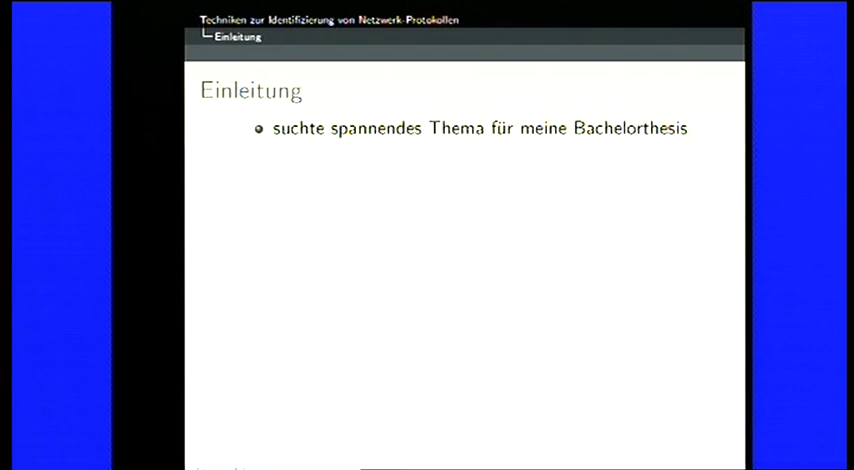 Techniken zur Identifizierung von Netzwerk-Protokollen
Einleitung
Einleitung
suchte spannendes Thema für meine Bachelorthesis